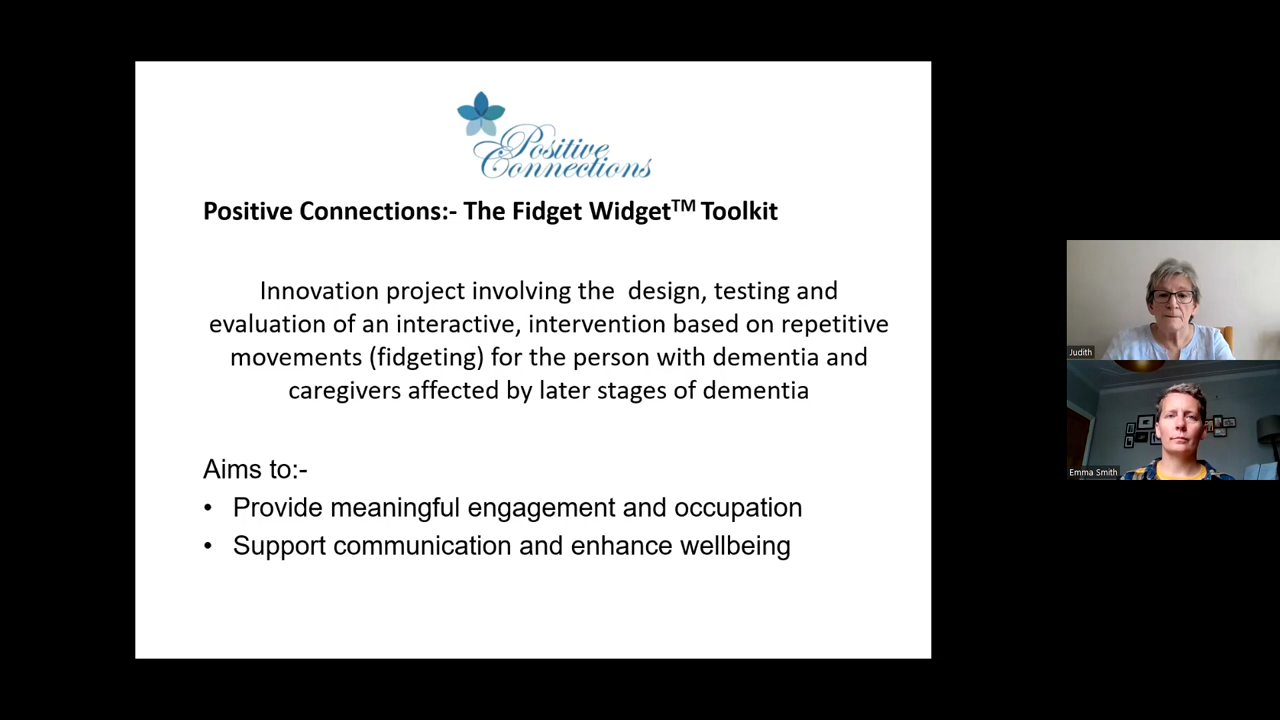 Positive
Connections
Positive Connections:- The Fidget Widget™ Toolkit
Innovation project involving the  design, testing and
evaluation of an interactive, intervention based on repetitive
movements (fidgeting) for the person with dementia and
caregivers affected by later stages of dementia
Aims to:-
• Provide meaningful engagement and occupation
• Support communication and enhance wellbeing
Judith
Emma Smith